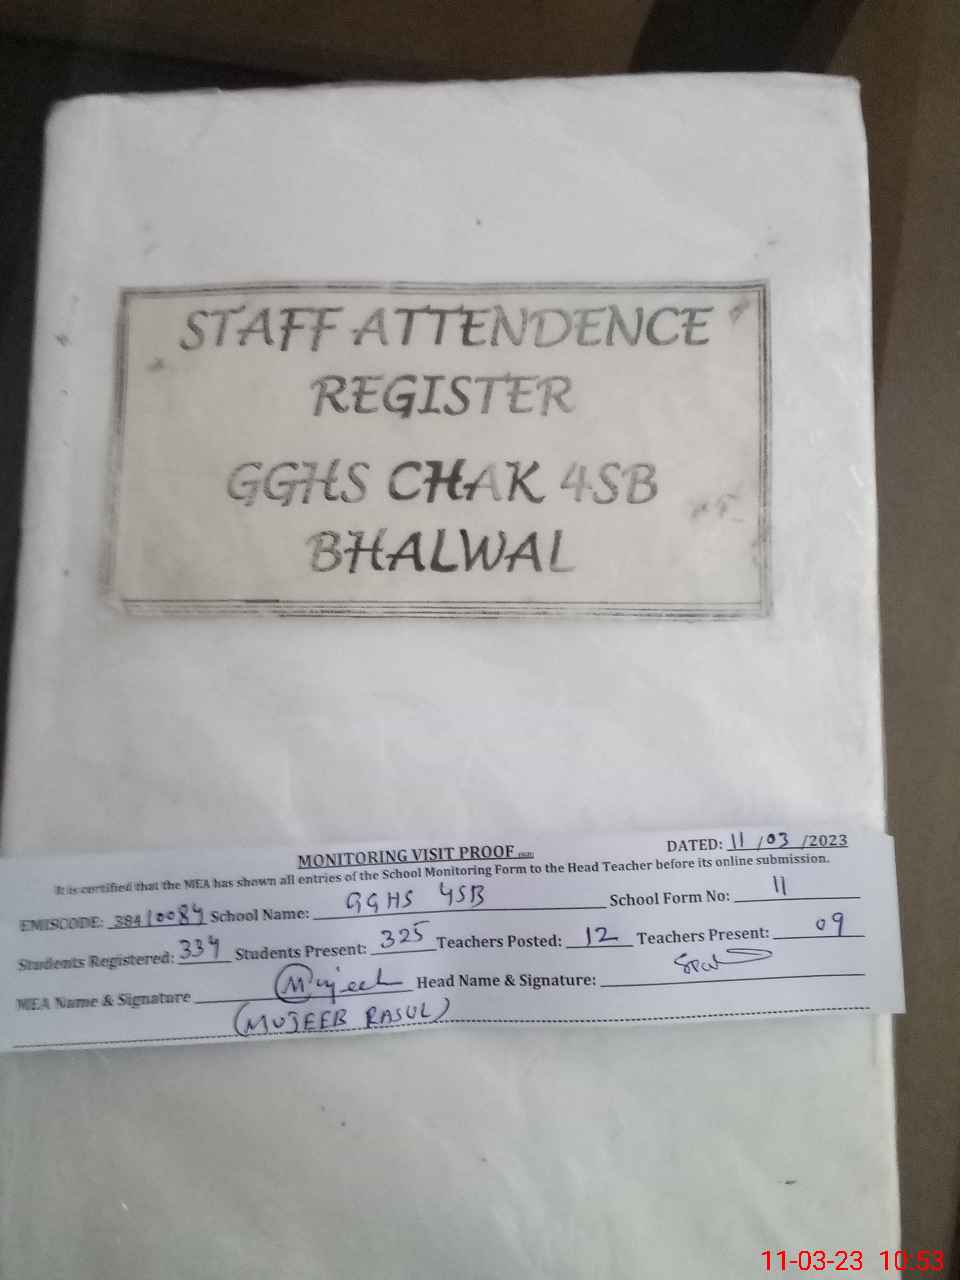 STAFF ATTENDENCE
REGISTER
GGHS CHAK 4SB
BHALWAL
MONITORING VISIT PROOF DATED: 11/03/2023
It is certified that the MEA has shown all entries of the School Monitoring Form to the Head Teacher before its online submission.
EMISCODE: 38410084 School Name: GGHS 4SB School Form No: 11
Students Registered: 339 Students Present: 325 Teachers Posted: 12 Teachers Present: 09
MEA Name & Signature Mujeeb Head Name & Signature:
(MUJEEB RASUL)
11-03-23 10:53